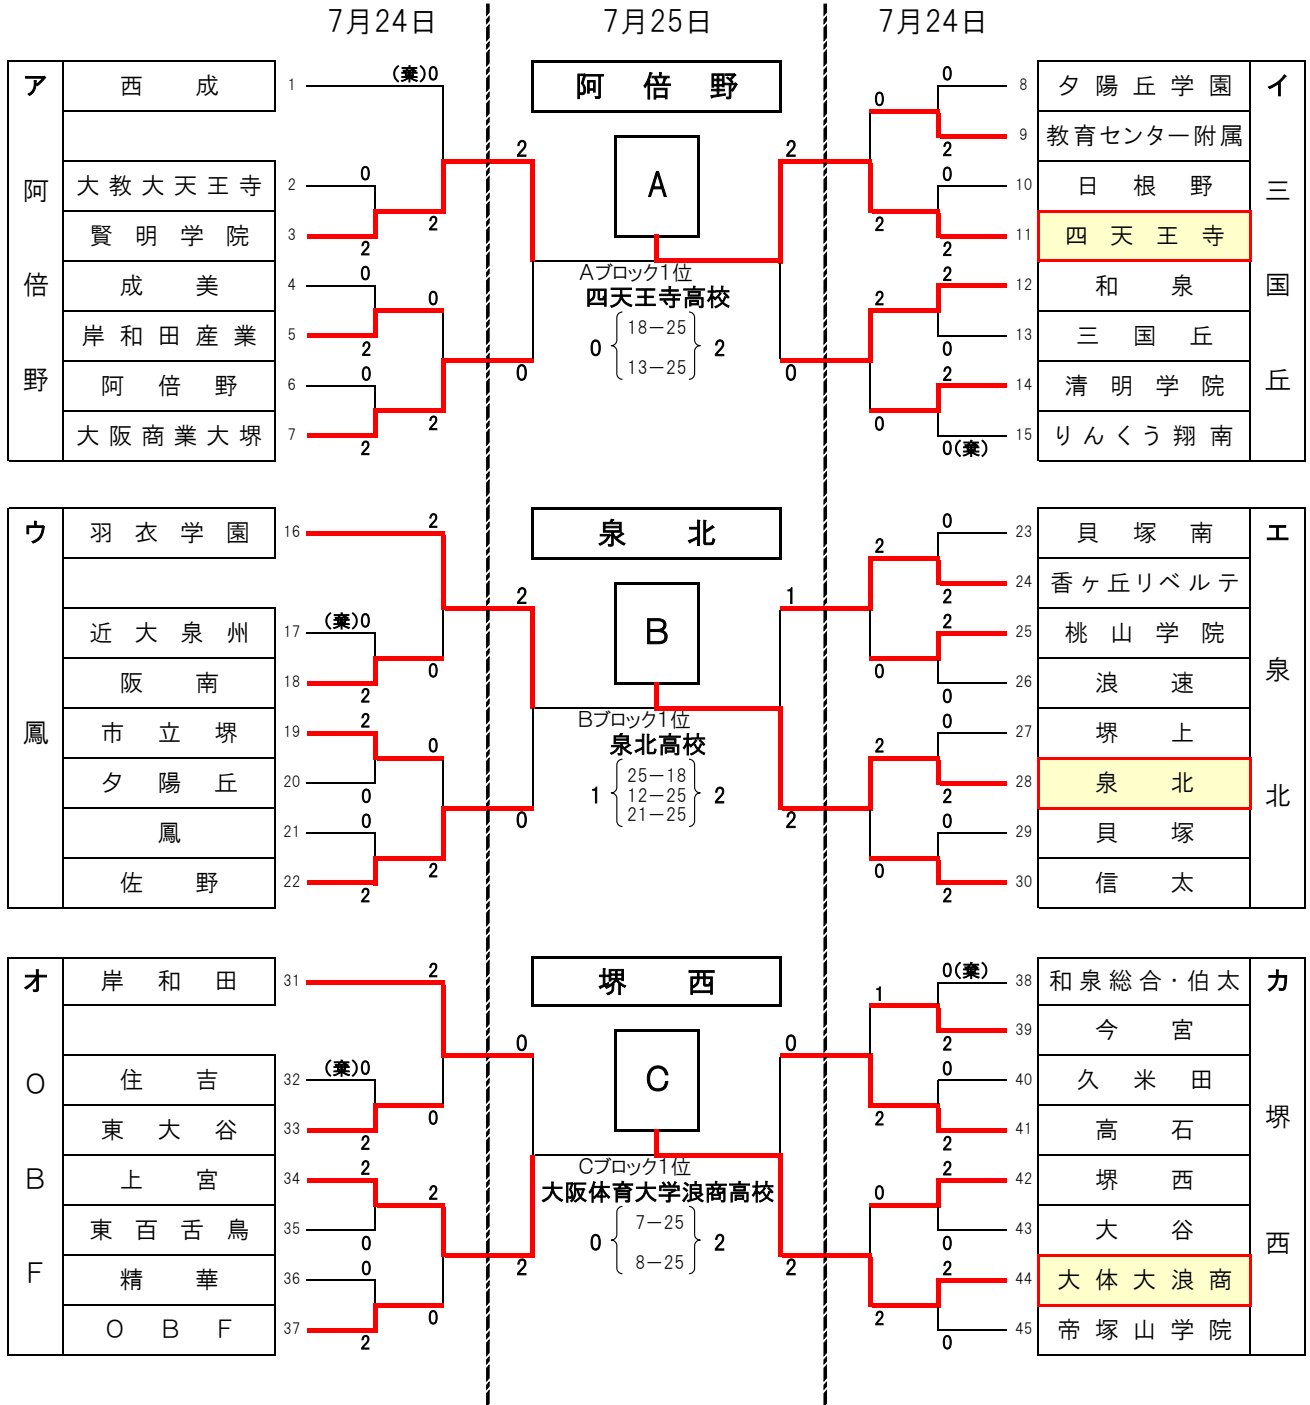 7月24日 7月25日 7月24日
阿倍野
A
Aブロック1位
四天王寺高校
0 18－25 2
13－25
ア 阿倍野
1 西成 (棄)0
2 大教大天王寺 0
3 賢明学院 2
4 成美 0
5 岸和田産業 2
6 阿倍野 0
7 大阪商業大堺 2
2
0
2
2
0
イ 三国丘
0 8 夕陽丘学園
2 9 教育センター附属
0 10 日根野
2 11 四天王寺
2 12 和泉
0 13 三国丘
2 14 清明学院
0(棄) 15 りんくう翔南
0
2
2
0
2
0
泉北
B
Bブロック1位
泉北高校
25－18
1 12－25 2
21－25
ウ 鳳
16 羽衣学園 2
17 近大泉州 (棄)0
18 阪南 2
19 市立堺 2
20 夕陽丘 0
21 鳳 0
22 佐野 2
0
0
2
2
0
エ 泉北
0 23 貝塚南
2 24 香ヶ丘リベルテ
2 25 桃山学院
0 26 浪速
0 27 堺上
2 28 泉北
0 29 貝塚
2 30 信太
2
0
2
0
1
2
堺西
C
Cブロック1位
大阪体育大学浪商高校
0 7－25 2
8－25
オ OBF
31 岸和田 2
32 住吉 (棄)0
33 東大谷 2
34 上宮 2
35 東百舌鳥 0
36 精華 0
37 OBF 2
0
2
0
0
2
カ 堺西
0(棄) 38 和泉総合・伯太
2 39 今宮
0 40 久米田
2 41 高石
2 42 堺西
0 43 大谷
2 44 大体大浪商
0 45 帝塚山学院
1
2
0
2
0
2